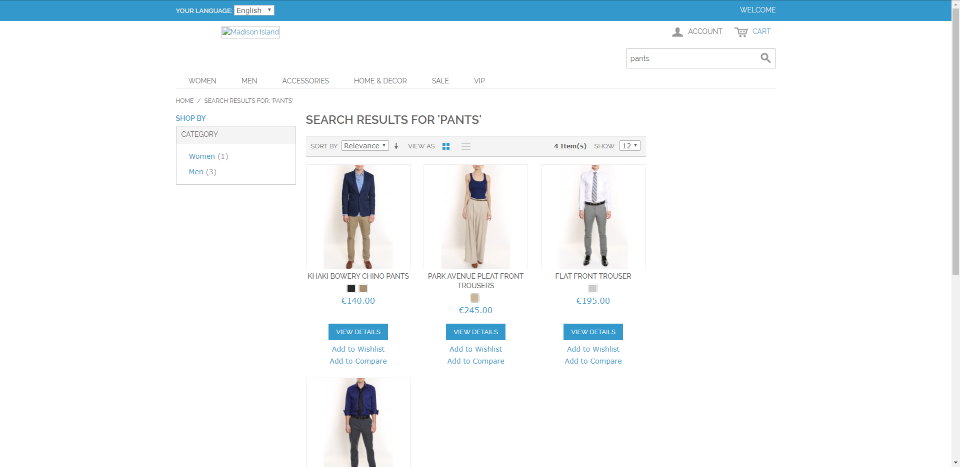 YOUR LANGUAGE: English
WELCOME
Madison Island
ACCOUNT
CART
pants
WOMEN MEN ACCESSORIES HOME & DECOR SALE VIP
HOME / SEARCH RESULTS FOR: 'PANTS'
SHOP BY
CATEGORY
Women (1)
Men (3)
SEARCH RESULTS FOR 'PANTS'
SORT BY Relevance VIEW AS 4 Item(s) SHOW 12
KHAKI BOWERY CHINO PANTS
€140.00
VIEW DETAILS
Add to Wishlist
Add to Compare
PARK AVENUE PLEAT FRONT
TROUSERS
€245.00
VIEW DETAILS
Add to Wishlist
Add to Compare
FLAT FRONT TROUSER
€195.00
VIEW DETAILS
Add to Wishlist
Add to Compare